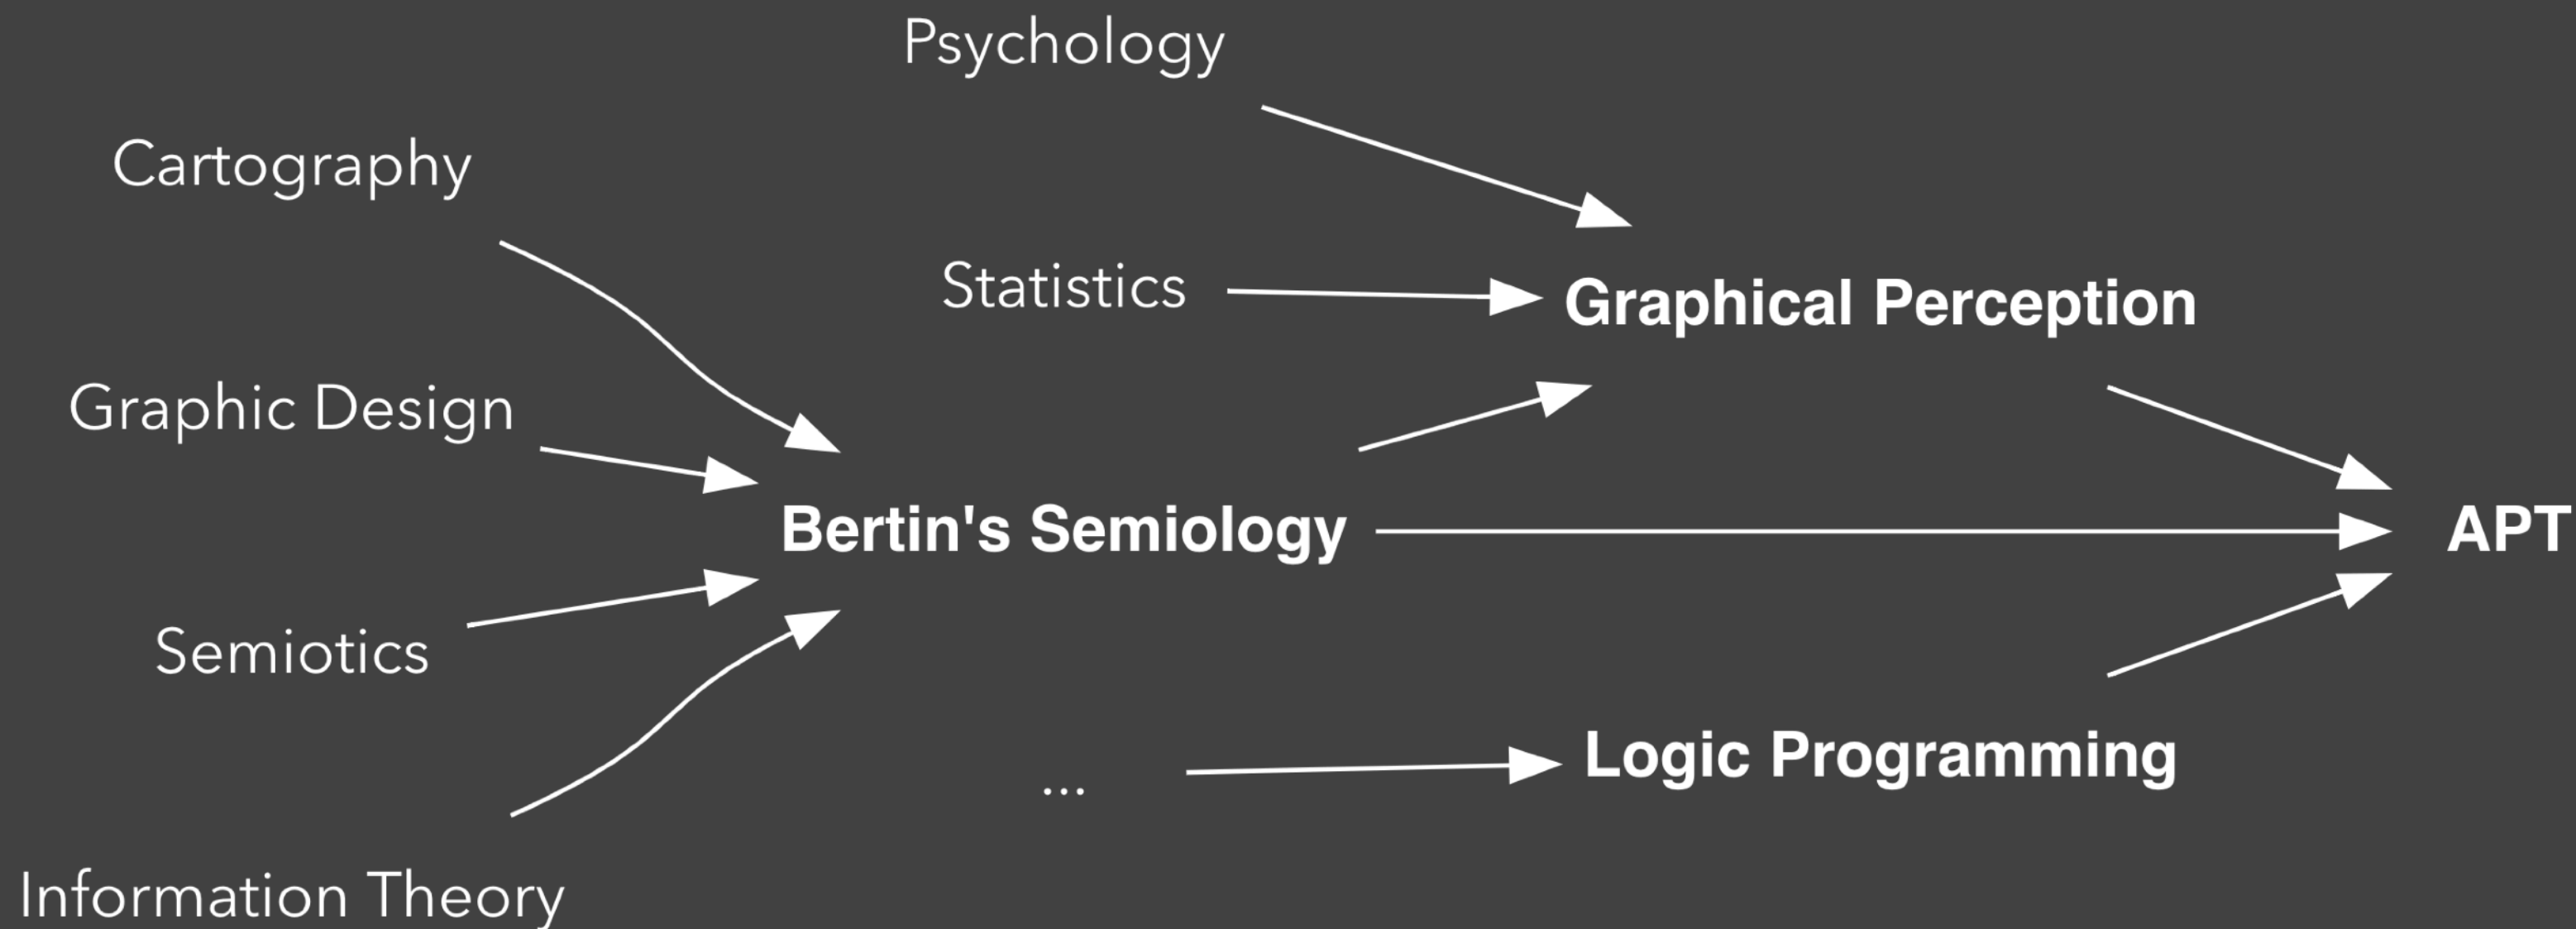 Psychology
Cartography
Statistics
Graphical Perception
Graphic Design
Bertin's Semiology
APT
Semiotics
Logic Programming
...
Information Theory